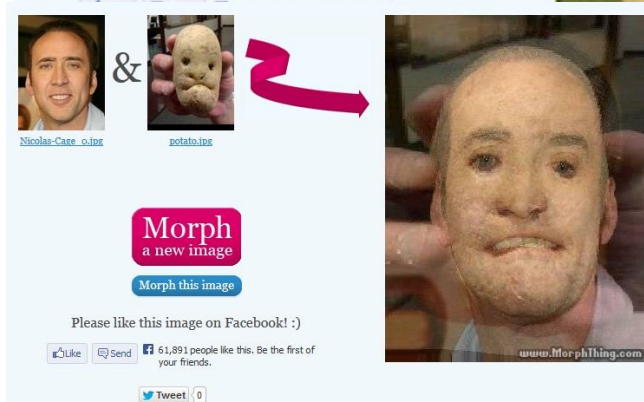 &
Nicolas-Cage_0.jpg
potato.jpg
Morph
a new image
Morph this image
Please like this image on Facebook! :)
Like
Send
61,891 people like this. Be the first of
your friends.
Tweet
0
www.MorphThing.com